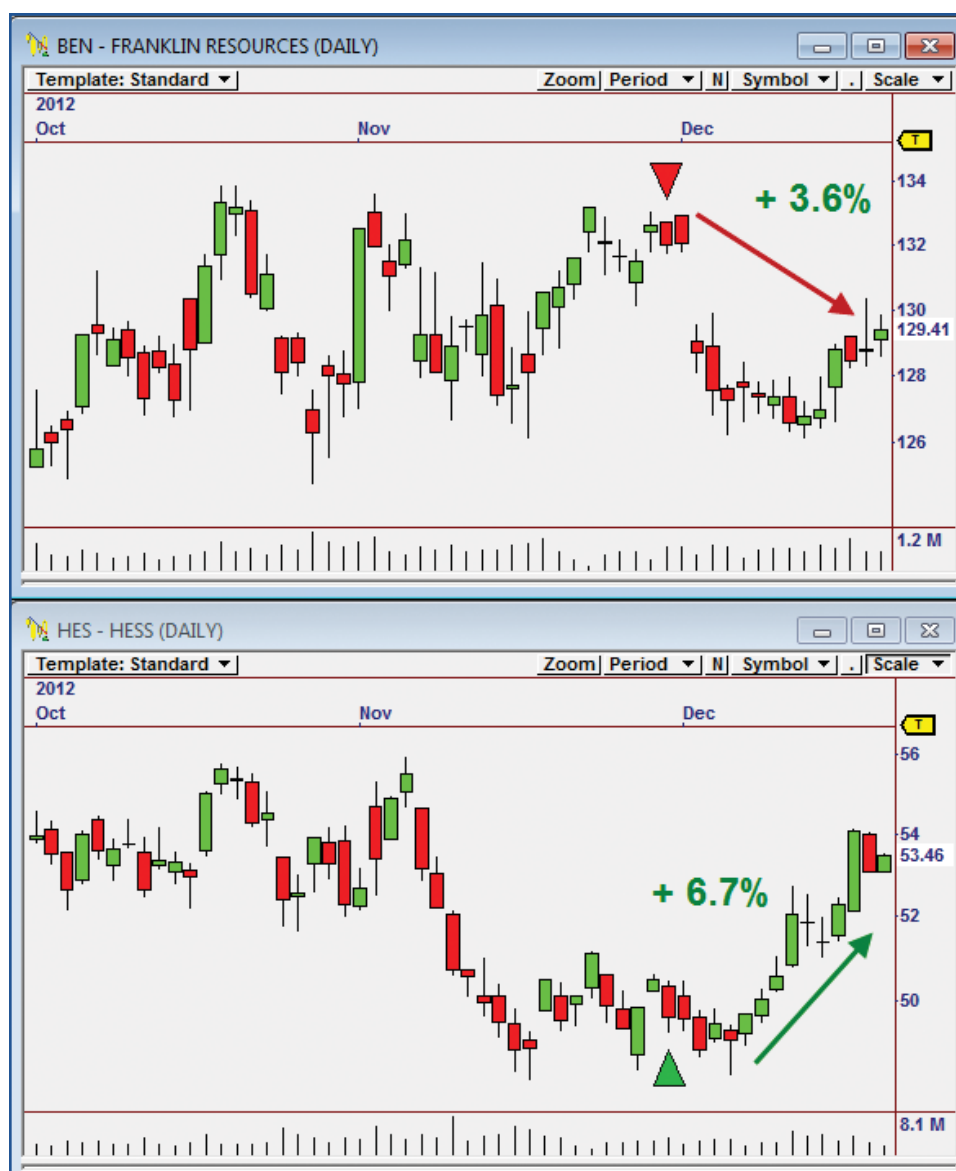 BEN - FRANKLIN RESOURCES (DAILY)
Template: Standard Zoom Period N Symbol . Scale
2012
Oct Nov Dec
T
134
+ 3.6%
132
130
129.41
128
126
1.2 M
HES - HESS (DAILY)
Template: Standard Zoom Period N Symbol . Scale
2012
Oct Nov Dec
T
56
54
53.46
+ 6.7%
52
50
8.1 M